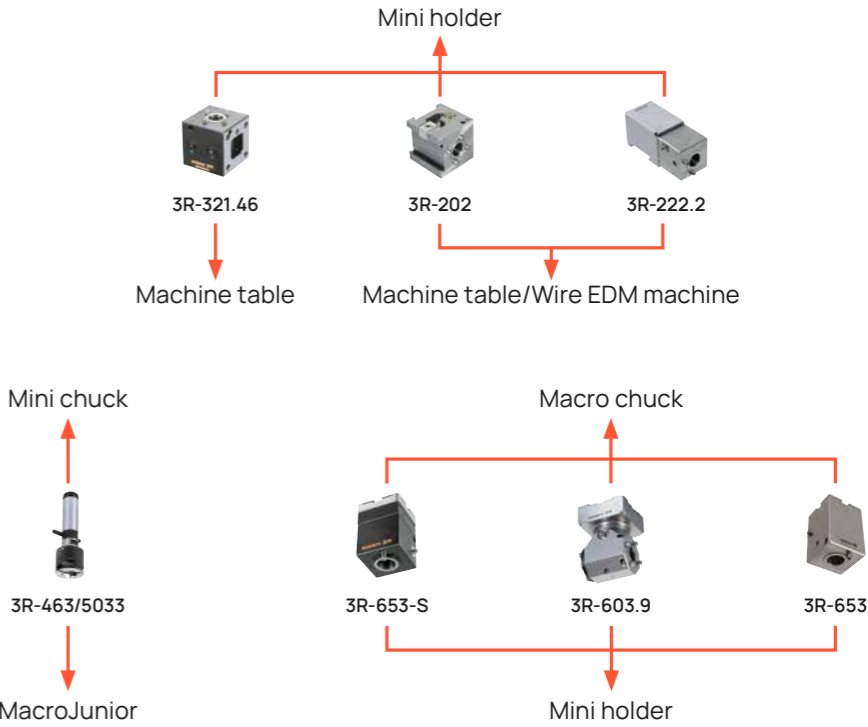 Mini holder
3R-321.46
3R-202
3R-222.2
Machine table
Machine table/Wire EDM machine
Mini chuck
Macro chuck
3R-463/5033
3R-653-S
3R-603.9
3R-653
MacroJunior
Mini holder